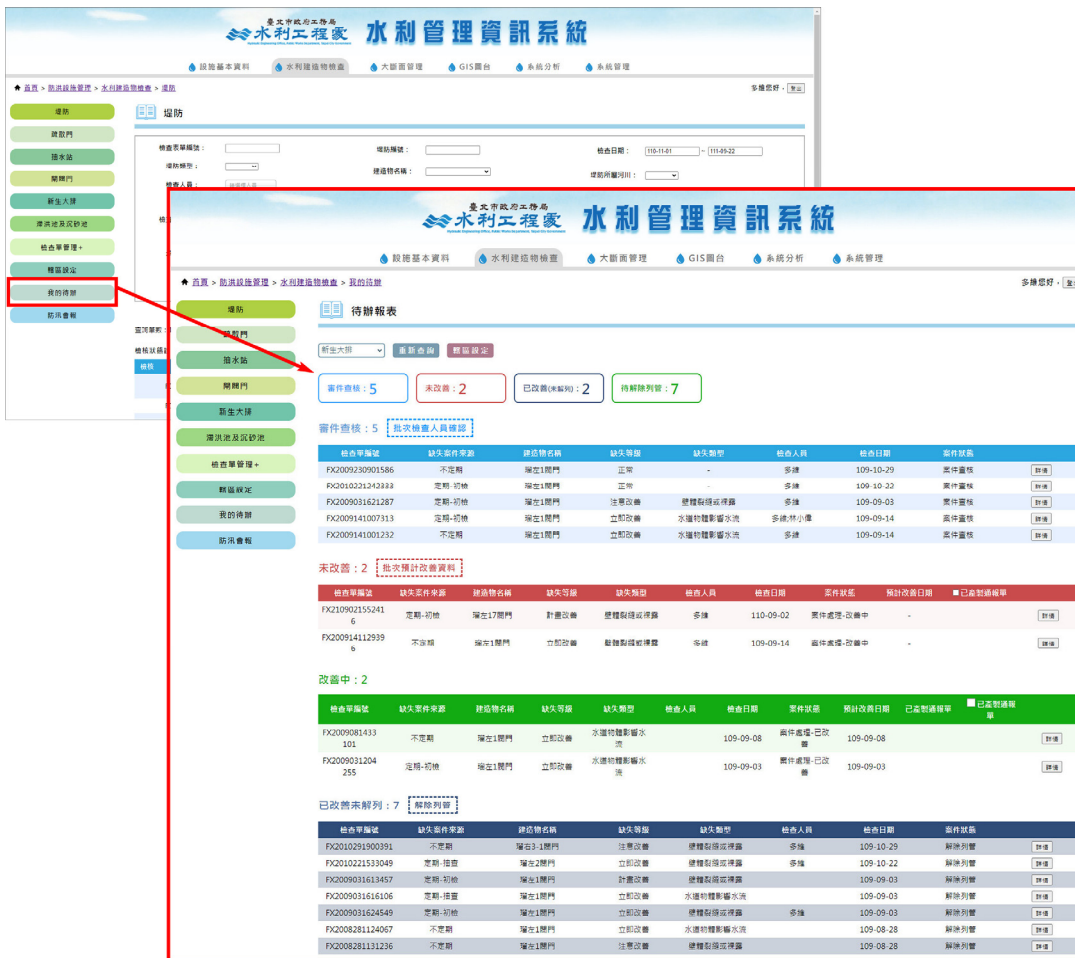 臺北市政府工務局
水利工程處 水利管理資訊系統
設施基本資料 水利建造物檢查 大斷面管理 GIS圖台 系統分析 系統管理
首頁 > 防洪設施管理 > 水利建造物檢查 > 堤防
多維您好, 登出
堤防
疏散門
抽水站
閘門
新生大排
滯洪池及沉砂池
檢查單管理+
轄區設定
我的待辦
防汛會報
堤防
檢查表單編號:
堤防編號:
檢查日期: 110-11-01 ~ 111-09-22
堤防類型:
建造物名稱:
堤防所屬河川:
檢查人員:
檢核
臺北市政府工務局
水利工程處 水利管理資訊系統
設施基本資料 水利建造物檢查 大斷面管理 GIS圖台 系統分析 系統管理
首頁 > 防洪設施管理 > 水利建造物檢查 > 我的待辦
多維您好,
堤防
疏散門
抽水站
閘門
新生大排
滯洪池及沉砂池
檢查單管理+
轄區設定
我的待辦
防汛會報
待辦報表
新生大排 重新查詢 轄區設定
審件查核:5 未改善:2 已改善(未解列):2 待解除列管:7
審件查核:5 批次檢查人員確認
檢查單編號 缺失案件來源 建造物名稱 缺失等級 缺失類型 檢查人員 檢查日期 案件狀態
FX2009230901586 不定期 瑠左1閘門 正常 - 多維 109-10-29 案件查核 詳情
FX2010221242333 定期-初檢 瑠左1閘門 正常 - 多維 109-10-22 案件查核 詳情
FX2009031621287 定期-初檢 瑠左1閘門 注意改善 壁體裂縫或裸露 多維 109-09-03 案件查核 詳情
FX2009141007313 定期-初檢 瑠左1閘門 立即改善 水道物體影響水流 多維;林小偉 109-09-14 案件查核 詳情
FX2009141001232 不定期 瑠左1閘門 立即改善 水道物體影響水流 多維 109-09-14 案件查核 詳情
未改善:2 批次預計改善資料
檢查單編號 缺失案件來源 建造物名稱 缺失等級 缺失類型 檢查人員 檢查日期 案件狀態 預計改善日期 已產製通報單
FX210902155241
6 定期-初檢 瑠左17閘門 計畫改善 壁體裂縫或裸露 多維 110-09-02 案件處理-改善中 - 詳情
FX200914112939
6 不定期 瑠左1閘門 立即改善 壁體裂縫或裸露 多維 109-09-14 案件處理-改善中 - 詳情
改善中:2
檢查單編號 缺失案件來源 建造物名稱 缺失等級 缺失類型 檢查人員 檢查日期 案件狀態 預計改善日期 已產製通報單 已產製通報
單
FX2009081433
101 不定期 瑠左1閘門 立即改善 水道物體影響水
流 109-09-08 案件處理-已改
善 109-09-08 詳情
FX2009031204
255 定期-初檢 瑠左1閘門 立即改善 水道物體影響水
流 109-09-03 案件處理-已改
善 109-09-03 詳情
已改善未解列:7 解除列管
檢查單編號 缺失案件來源 建造物名稱 缺失等級 缺失類型 檢查人員 檢查日期 案件狀態
FX2010291900391 不定期 瑠右3-1閘門 注意改善 壁體裂縫或裸露 多維 109-10-29 解除列管 詳情
FX2010221533049 定期-抽查 瑠左2閘門 立即改善 壁體裂縫或裸露 多維 109-10-22 解除列管 詳情
FX2009031613457 定期-初檢 瑠左1閘門 計畫改善 壁體裂縫或裸露 109-09-03 解除列管 詳情
FX2009031616106 定期-抽查 瑠左1閘門 立即改善 水道物體影響水流 109-09-03 解除列管 詳情
FX2009031624549 定期-初檢 瑠左1閘門 立即改善 壁體裂縫或裸露 多維 109-09-03 解除列管 詳情
FX2008281124067 不定期 瑠左1閘門 立即改善 水道物體影響水流 109-08-28 解除列管 詳情
FX2008281131236 不定期 瑠左1閘門 注意改善 壁體裂縫或裸露 109-08-28 解除列管 詳情